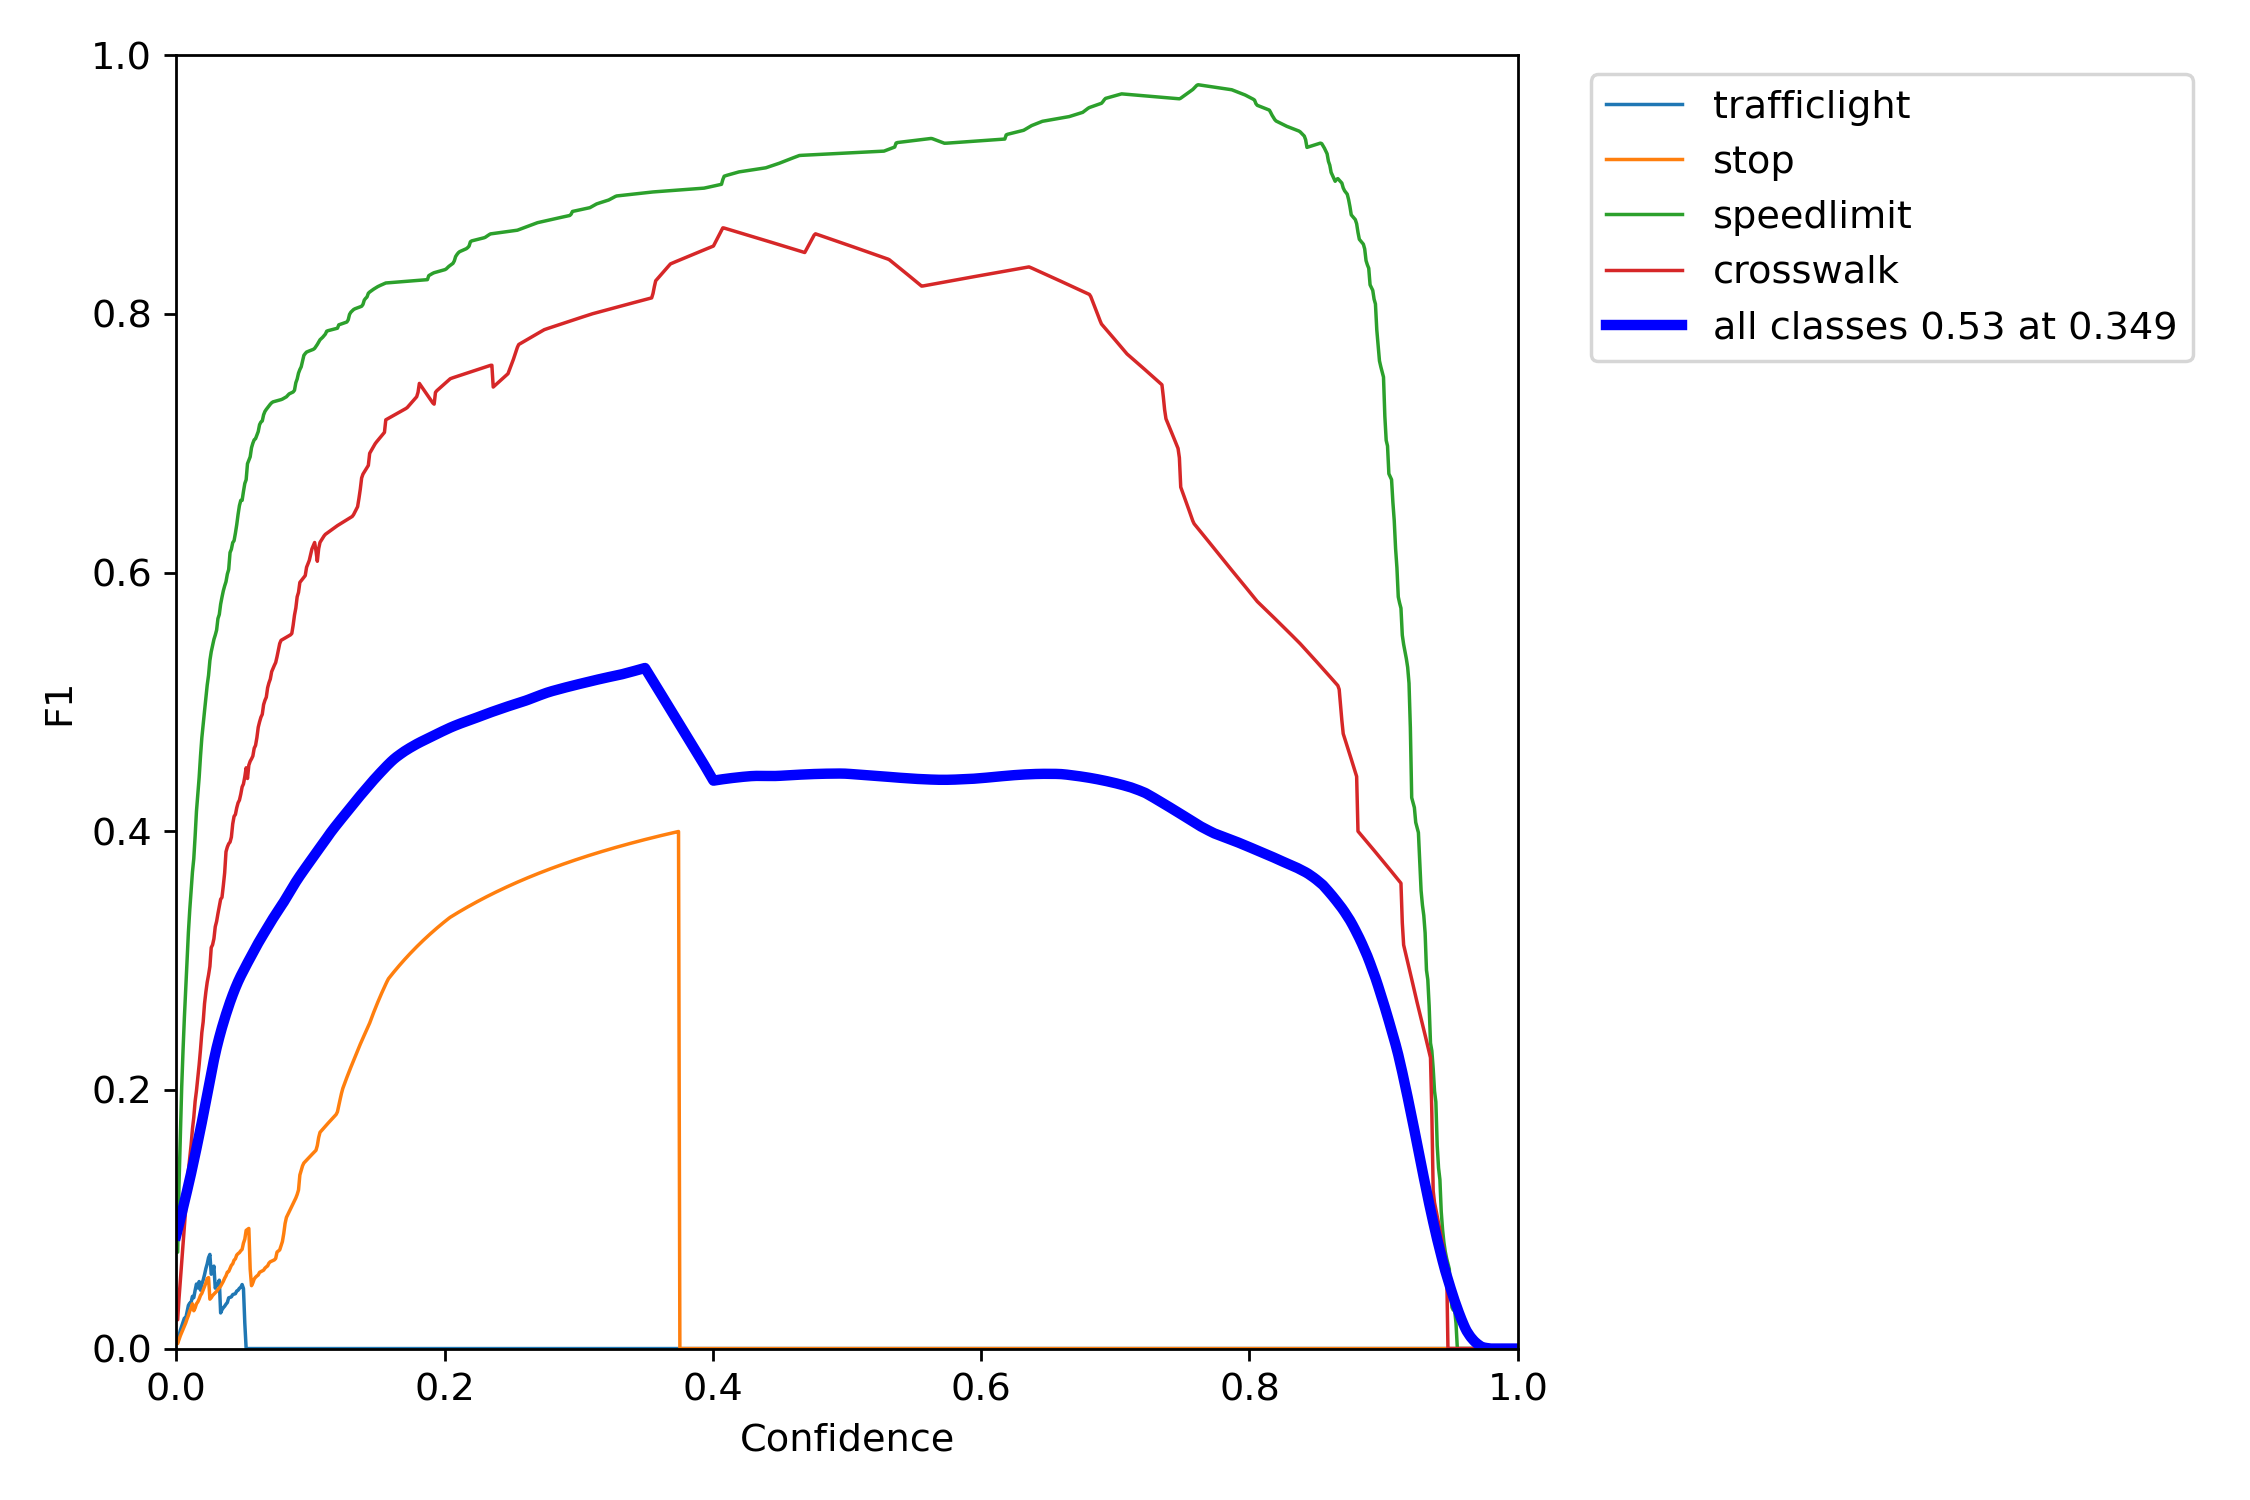 1.0
0.8
0.6
0.4
0.2
0.0
F1
0.0 0.2 0.4 0.6 0.8 1.0
Confidence
trafficlight
stop
speedlimit
crosswalk
all classes 0.53 at 0.349